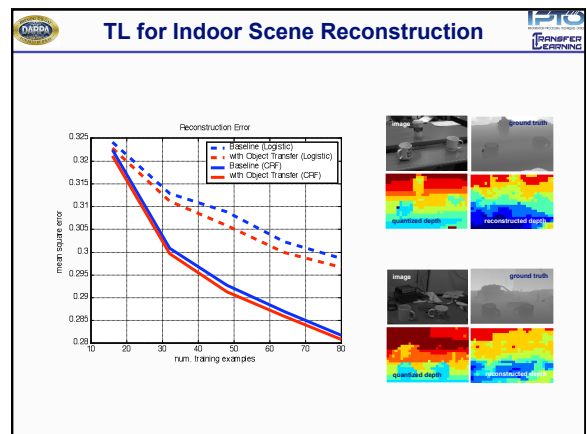 DARPA
TL for Indoor Scene Reconstruction
IPTO
TRANSFER
LEARNING
Reconstruction Error
0.325
0.32
0.315
0.31
0.305
0.3
0.295
0.29
0.285
0.28
mean square error
10 20 30 40 50 60 70 80
num. training examples
Baseline (Logistic)
with Object Transfer (Logistic)
Baseline (CRF)
with Object Transfer (CRF)
image
ground truth
quantized depth
reconstructed depth
image
ground truth
quantized depth
reconstructed depth